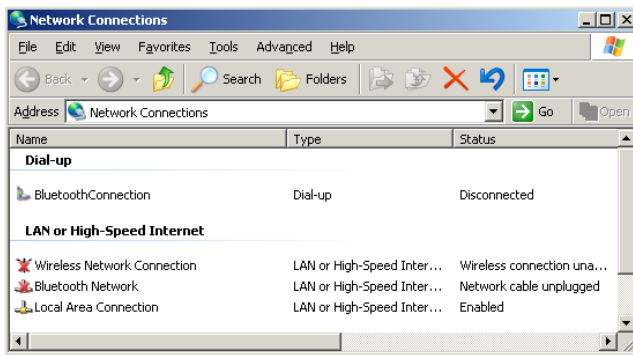 Network Connections
File Edit View Favorites Tools Advanced Help
Back Search Folders
Address Network Connections Go Open
Name Type Status
Dial-up
BluetoothConnection Dial-up Disconnected
LAN or High-Speed Internet
Wireless Network Connection LAN or High-Speed Inter... Wireless connection una...
Bluetooth Network LAN or High-Speed Inter... Network cable unplugged
Local Area Connection LAN or High-Speed Inter... Enabled